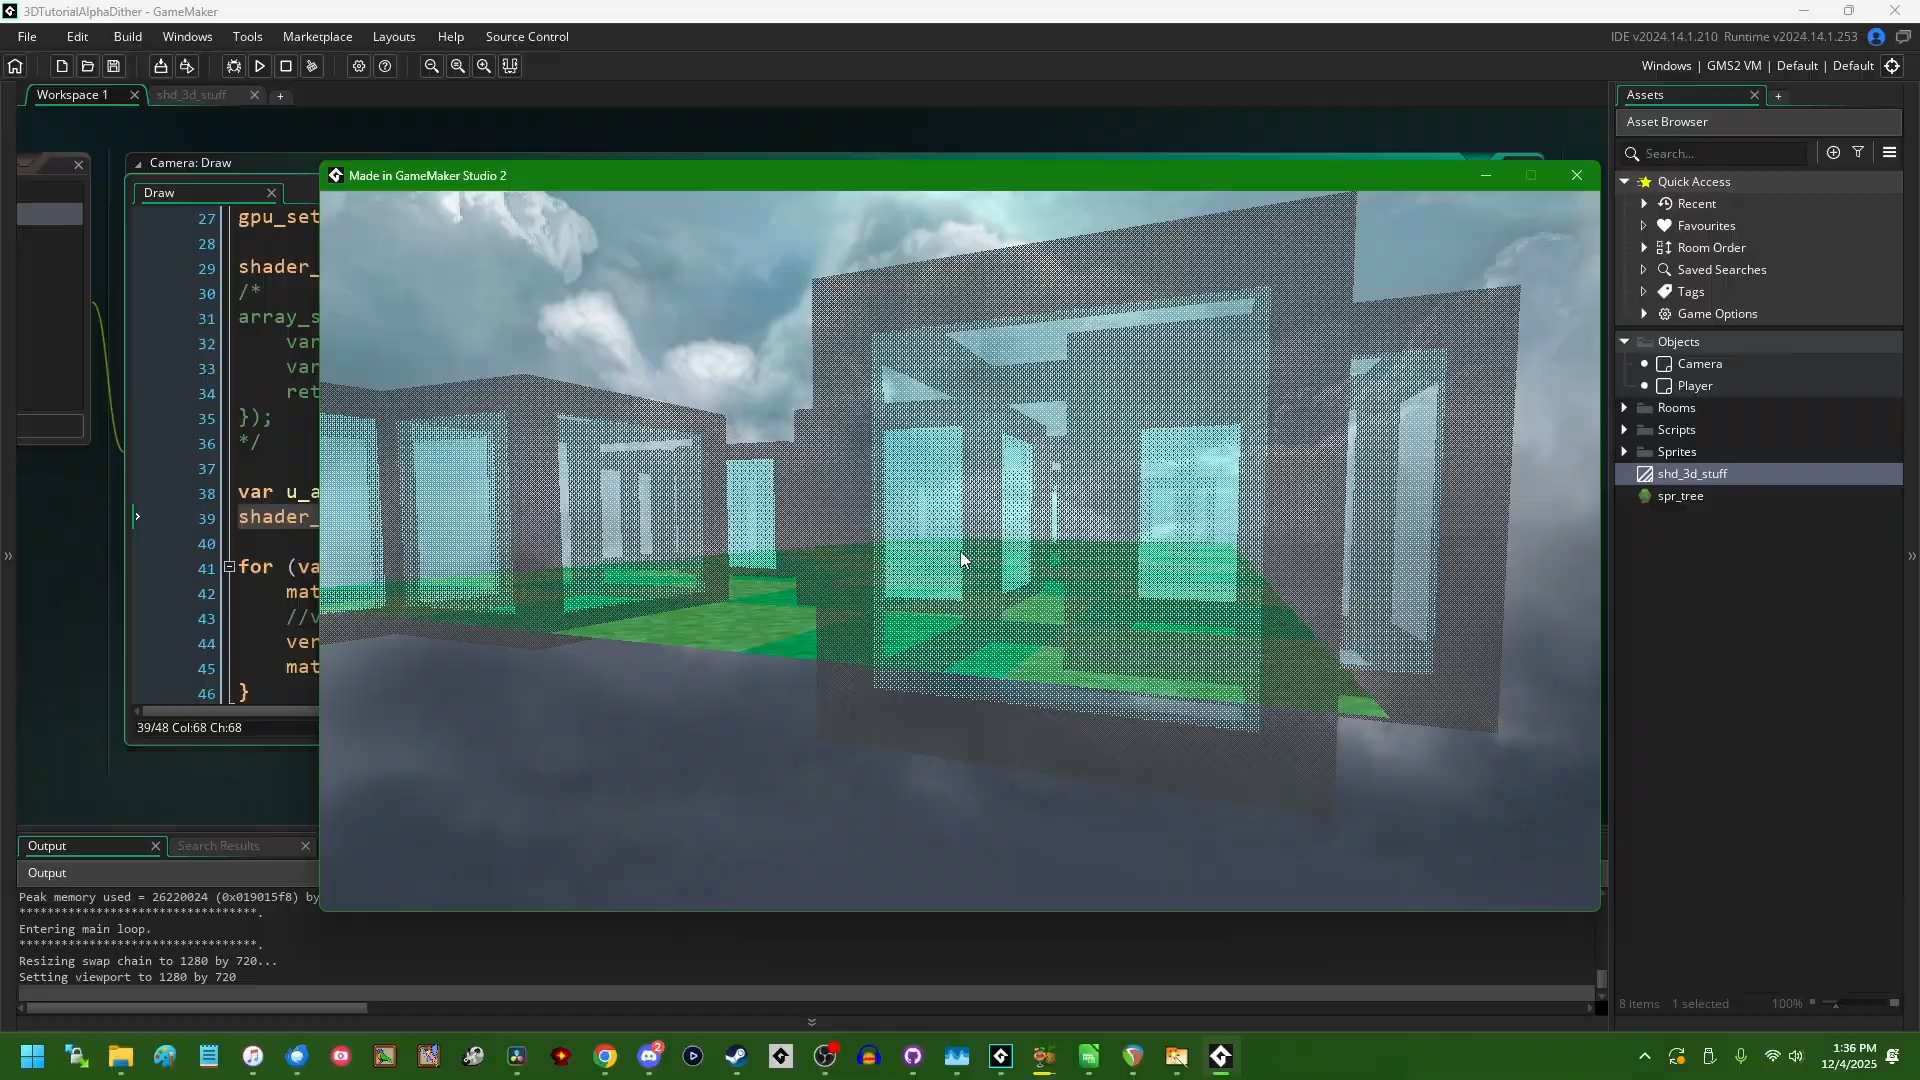 3DTutorialAlphaDither - GameMaker
File Edit Build Windows Tools Marketplace Layouts Help Source Control
IDE v2024.14.1.210 Runtime v2024.14.1.253
Windows | GMS2 VM | Default | Default
Workspace 1
shd_3d_stuff
Assets
Asset Browser
Search...
Quick Access
Recent
Favourites
Room Order
Saved Searches
Tags
Game Options
Objects
Camera
Player
Rooms
Scripts
Sprites
shd_3d_stuff
spr_tree
8 items 1 selected 100%
Camera: Draw
Draw
Made in GameMaker Studio 2
27 gpu_set
28
29 shader_
30 /*
31 array_s
32 var
33 var
34 ret
35 });
36 */
37
38 var u_a
39 shader_
40
41 for (va
42 mat
43 //v
44 ver
45 mat
46 }
39/48 Col:68 Ch:68
Output
Search Results
Output
Peak memory used = 26220024 (0x019015f8) by
**********************************.
Entering main loop.
**********************************.
Resizing swap chain to 1280 by 720...
Setting viewport to 1280 by 720
2
1:36 PM
12/4/2025